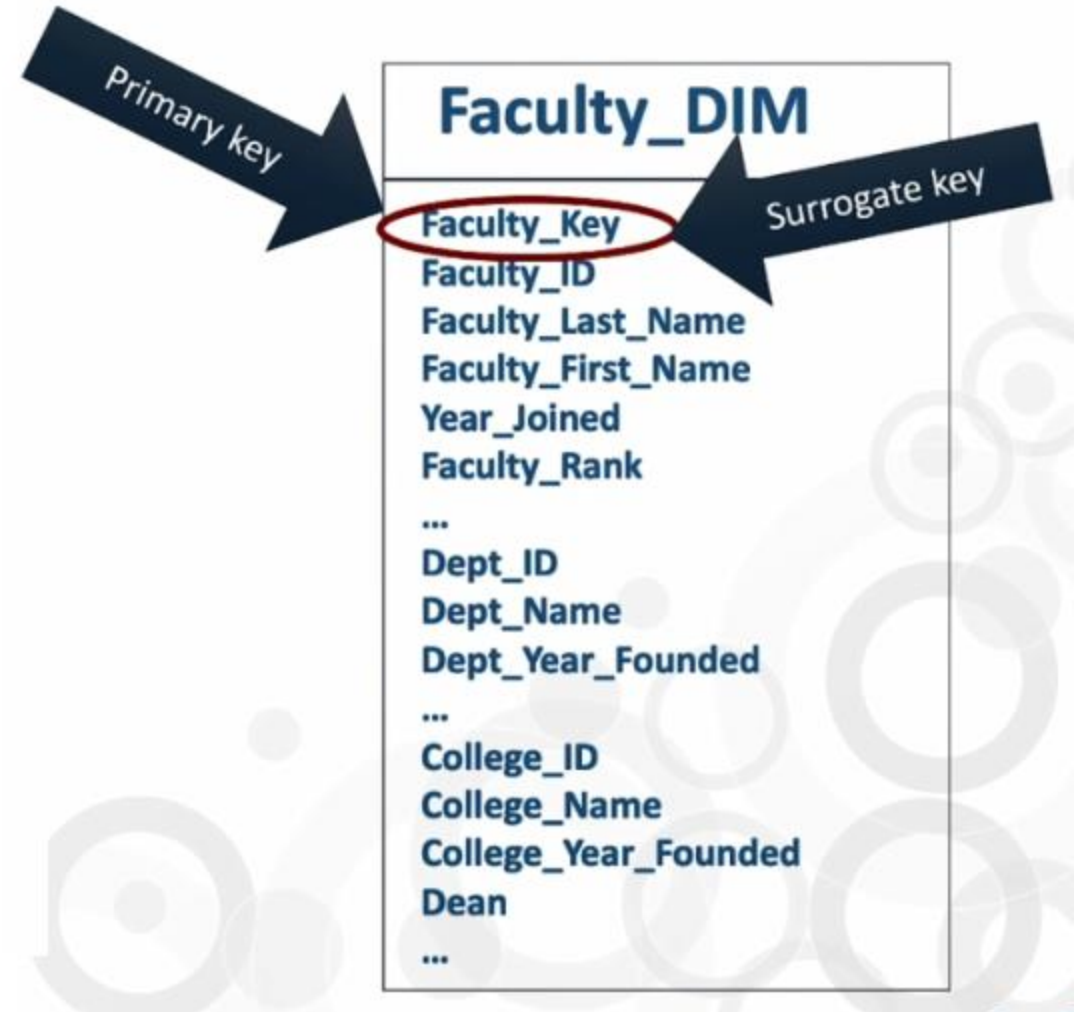 Primary key
Faculty_DIM
Surrogate key
Faculty_Key
Faculty_ID
Faculty_Last_Name
Faculty_First_Name
Year_Joined
Faculty_Rank
...
Dept_ID
Dept_Name
Dept_Year_Founded
...
College_ID
College_Name
College_Year_Founded
Dean
...